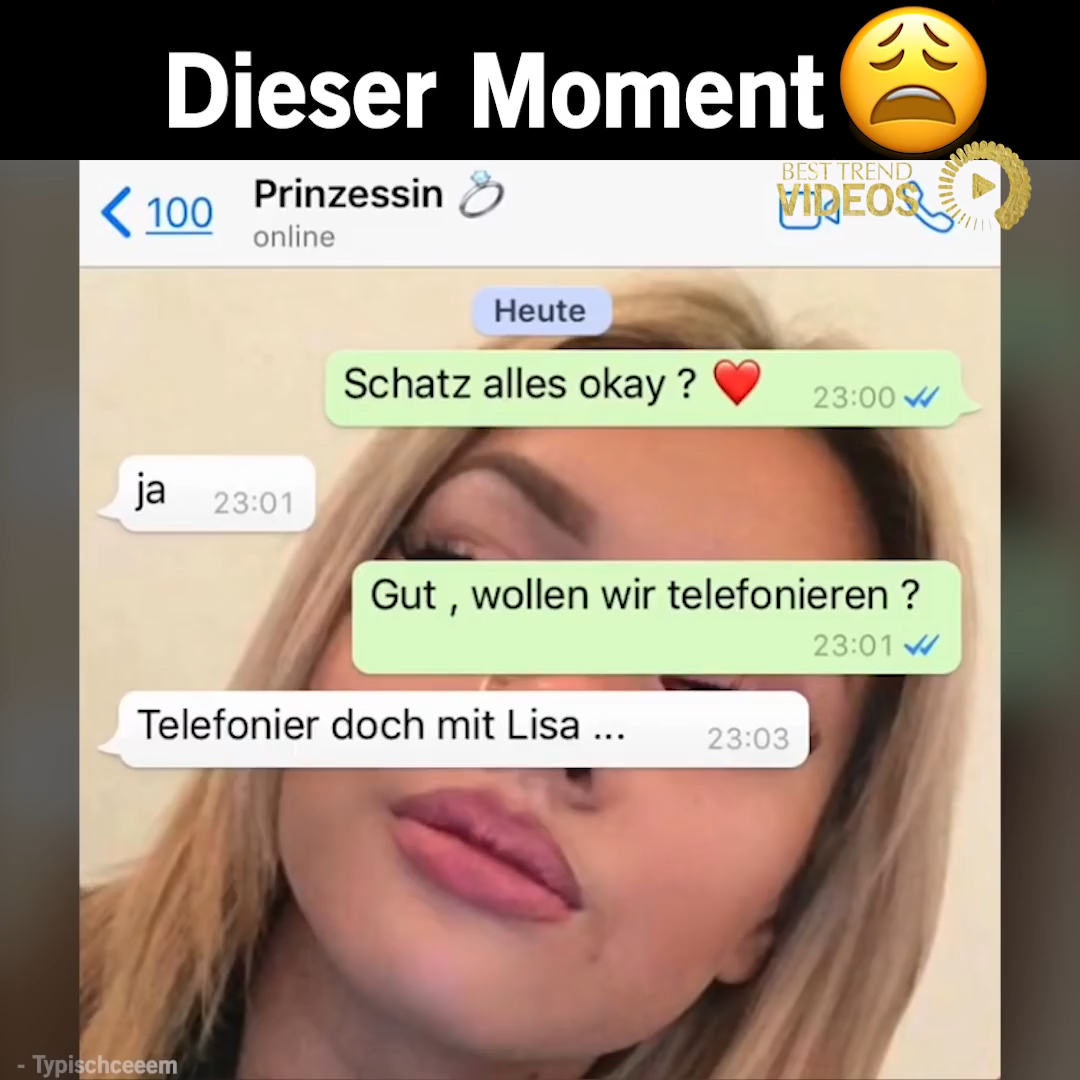 Dieser Moment😩
BEST TREND
VIDEOS
100
Prinzessin 💍
online
Heute
Schatz alles okay ? ❤️ 23:00
ja 23:01
Gut , wollen wir telefonieren ?
23:01
Telefonier doch mit Lisa ... 23:03
- Typischceeem